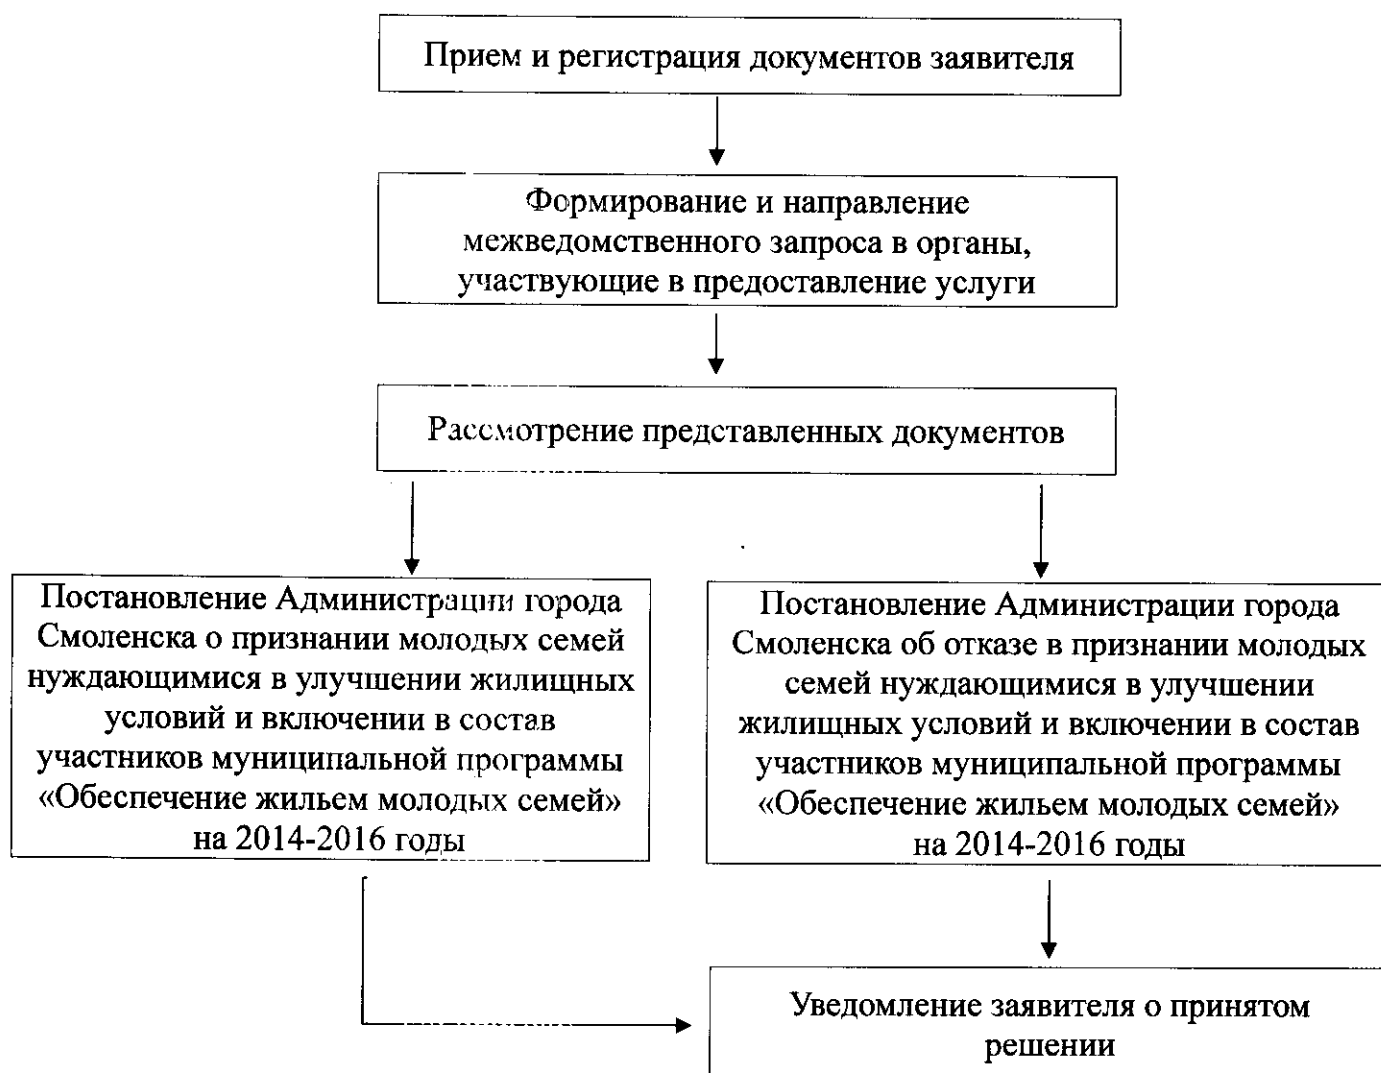 Прием и регистрация документов заявителя
Формирование и направление
межведомственного запроса в органы,
участвующие в предоставление услуги
Рассмотрение представленных документов
Постановление Администрации города
Смоленска о признании молодых семей
нуждающимися в улучшении жилищных
условий и включении в состав
участников муниципальной программы
«Обеспечение жильем молодых семей»
на 2014-2016 годы
Постановление Администрации города
Смоленска об отказе в признании молодых
семей нуждающимися в улучшении
жилищных условий и включении в состав
участников муниципальной программы
«Обеспечение жильем молодых семей»
на 2014-2016 годы
Уведомление заявителя о принятом
решении